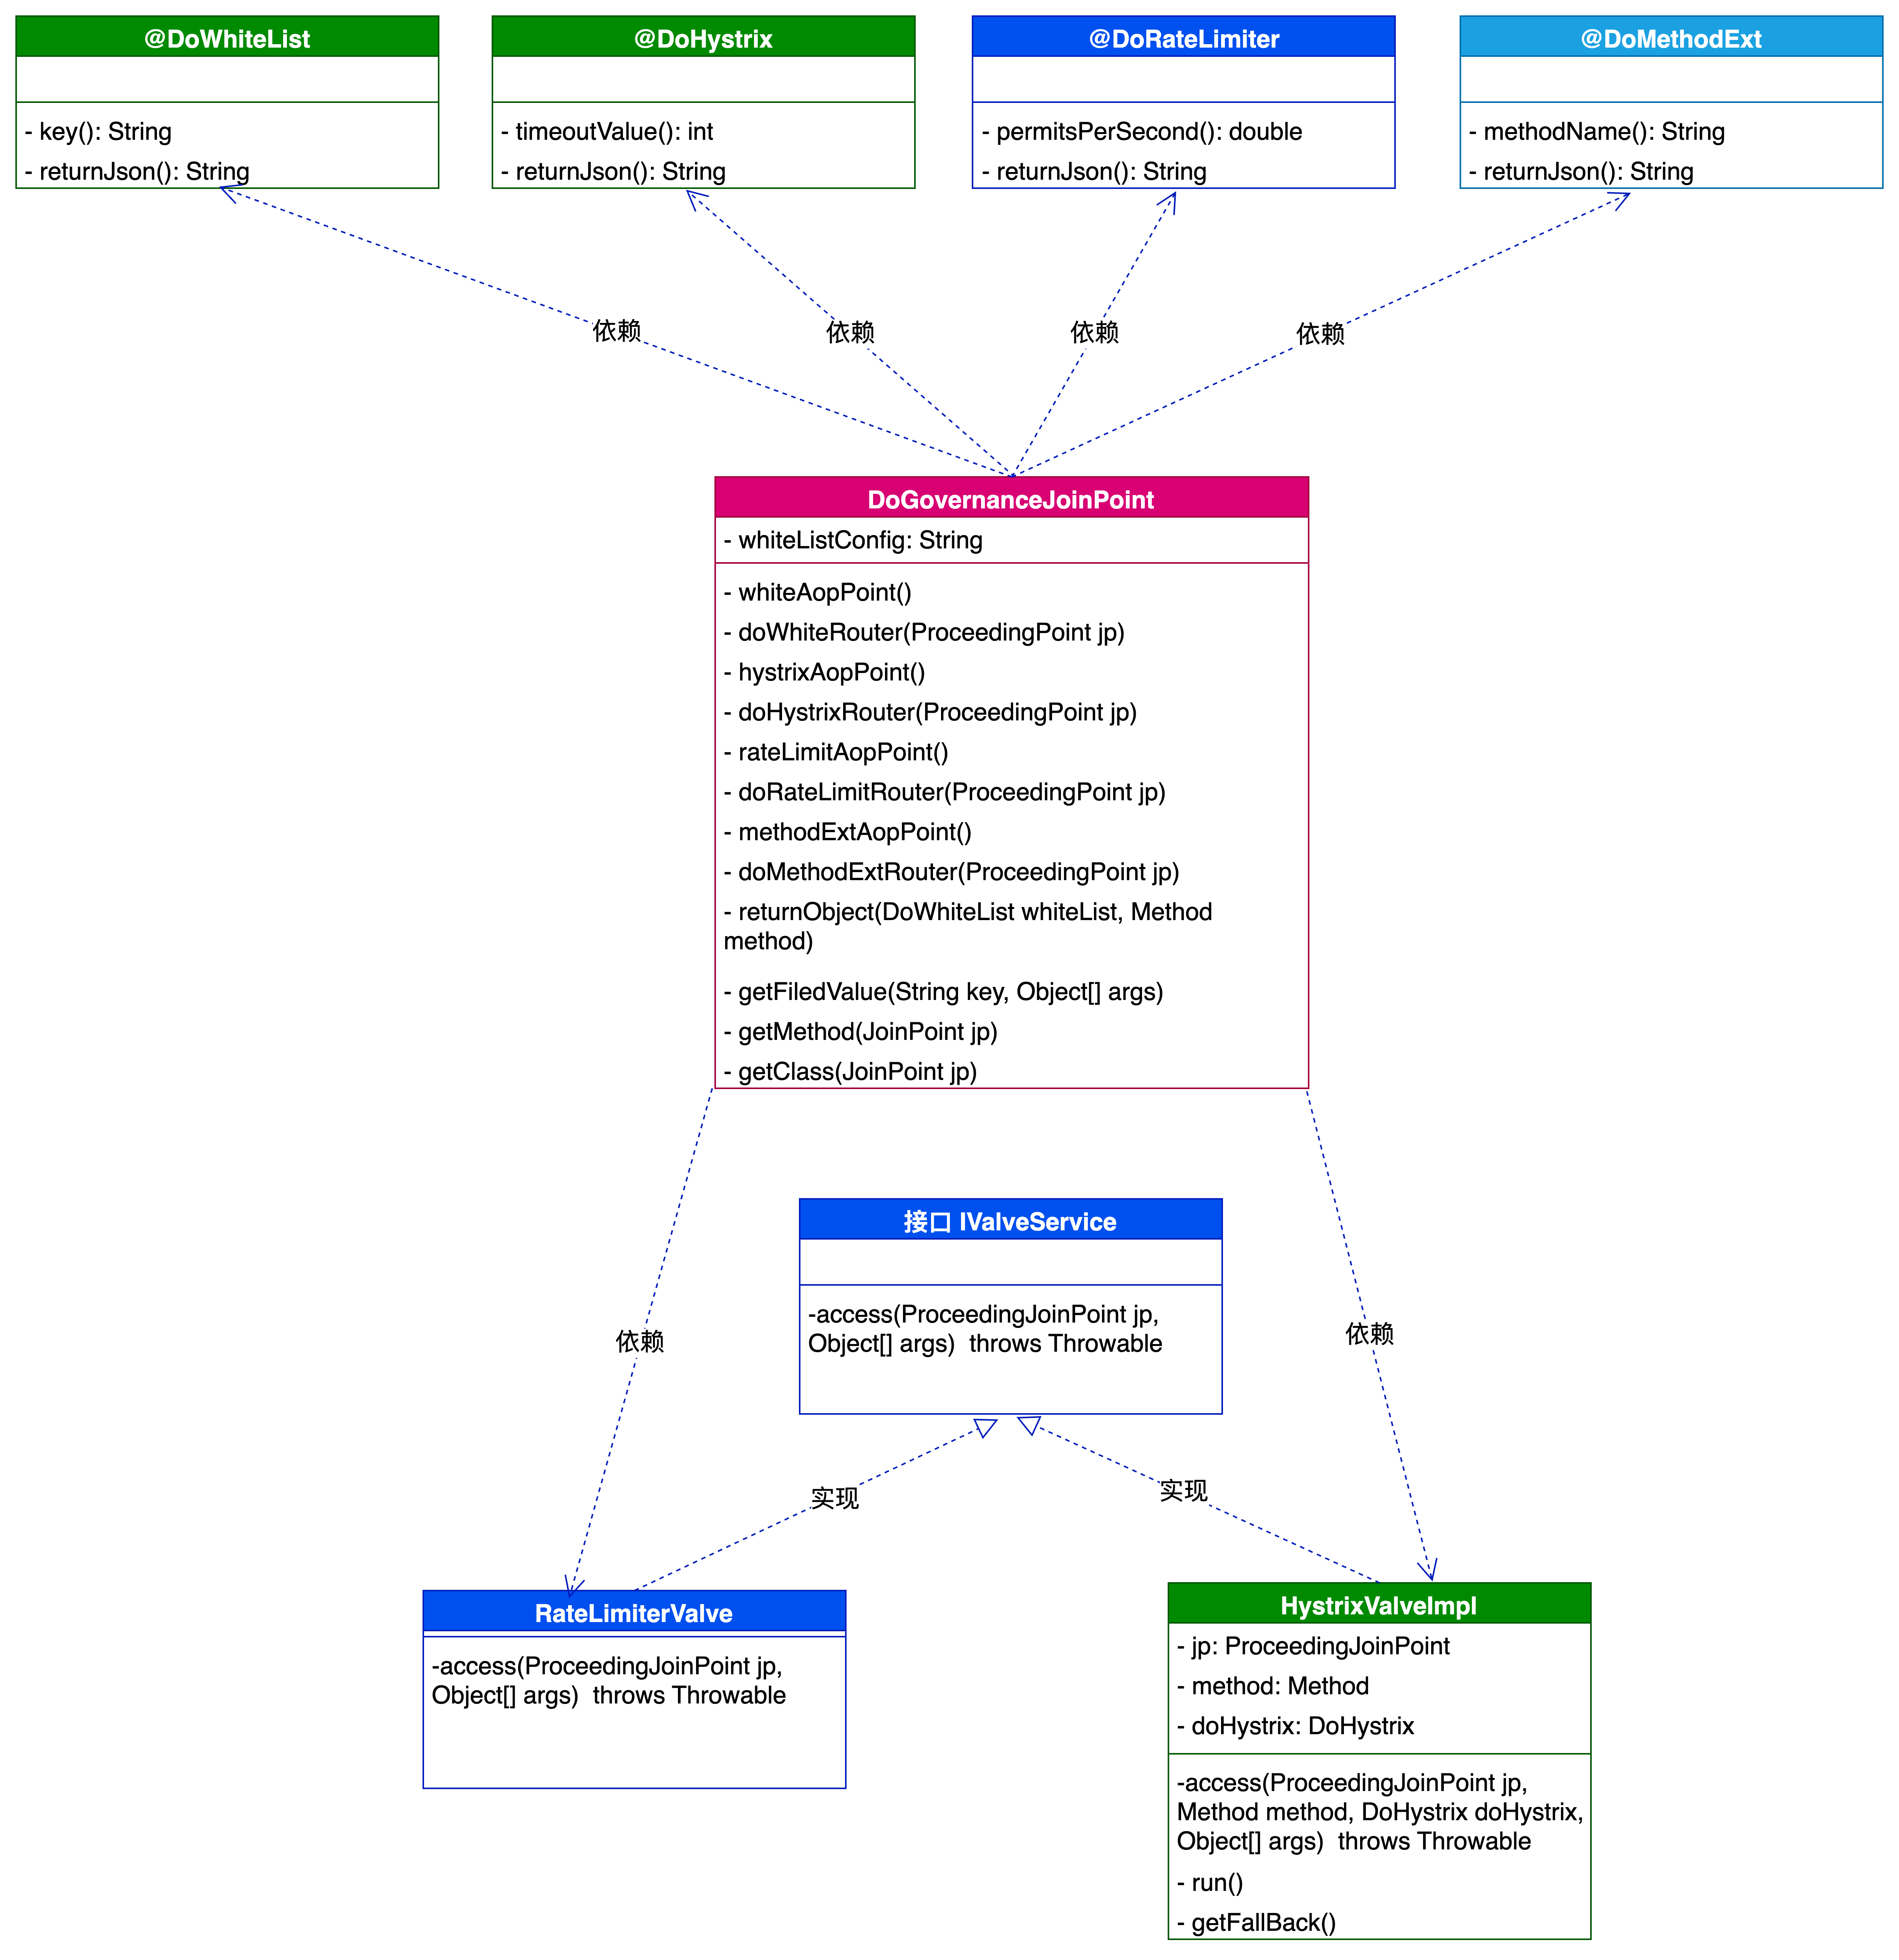 @DoWhiteList
- key(): String
- returnJson(): String
@DoHystrix
- timeoutValue(): int
- returnJson(): String
@DoRateLimiter
- permitsPerSecond(): double
- returnJson(): String
@DoMethodExt
- methodName(): String
- returnJson(): String
依赖
依赖
依赖
依赖
DoGovernanceJoinPoint
- whiteListConfig: String
- whiteAopPoint()
- doWhiteRouter(ProceedingPoint jp)
- hystrixAopPoint()
- doHystrixRouter(ProceedingPoint jp)
- rateLimitAopPoint()
- doRateLimitRouter(ProceedingPoint jp)
- methodExtAopPoint()
- doMethodExtRouter(ProceedingPoint jp)
- returnObject(DoWhiteList whiteList, Method
method)
- getFiledValue(String key, Object[] args)
- getMethod(JoinPoint jp)
- getClass(JoinPoint jp)
接口 IValveService
-access(ProceedingJoinPoint jp,
Object[] args)  throws Throwable
依赖
依赖
实现
实现
RateLimiterValve
-access(ProceedingJoinPoint jp,
Object[] args)  throws Throwable
HystrixValveImpl
- jp: ProceedingJoinPoint
- method: Method
- doHystrix: DoHystrix
-access(ProceedingJoinPoint jp,
Method method, DoHystrix doHystrix,
Object[] args)  throws Throwable
- run()
- getFallBack()